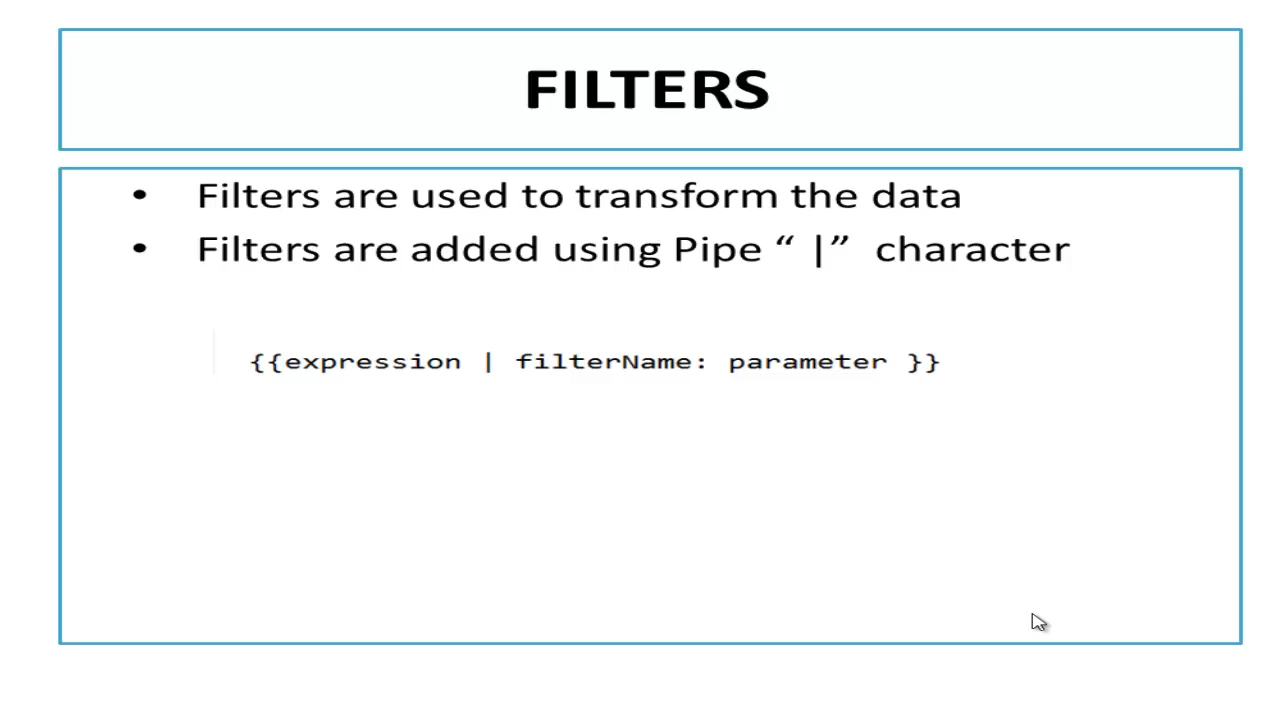 FILTERS
• Filters are used to transform the data
• Filters are added using Pipe “ |” character
{{expression | filterName: parameter }}